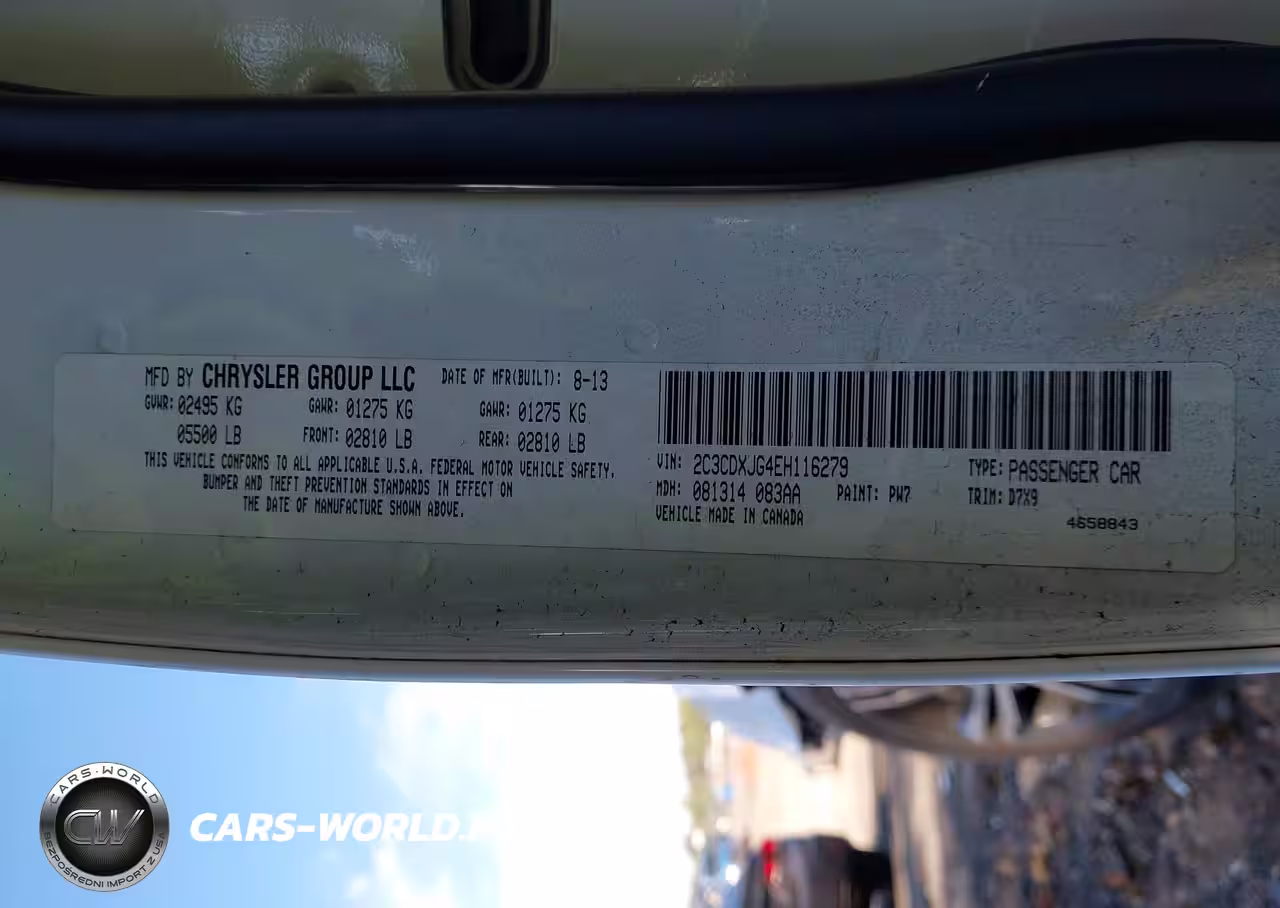 MFD BY CHRYSLER GROUP LLC DATE OF MFR(BUILT): 8-13
GVWR: 02495 KG GAWR: 01275 KG GAWR: 01275 KG
05500 LB FRONT: 02810 LB REAR: 02810 LB
THIS VEHICLE CONFORMS TO ALL APPLICABLE U.S.A. FEDERAL MOTOR VEHICLE SAFETY,
BUMPER AND THEFT PREVENTION STANDARDS IN EFFECT ON
THE DATE OF MANUFACTURE SHOWN ABOVE.
VIN: 2C3CDXJG4EH116279 TYPE: PASSENGER CAR
MDH: 081314 083AA PAINT: PW7 TRIM: D7X9
VEHICLE MADE IN CANADA
4658843
CARS-WORLD
CW
BEZPOŚREDNI IMPORT Z USA
CARS-WORLD.